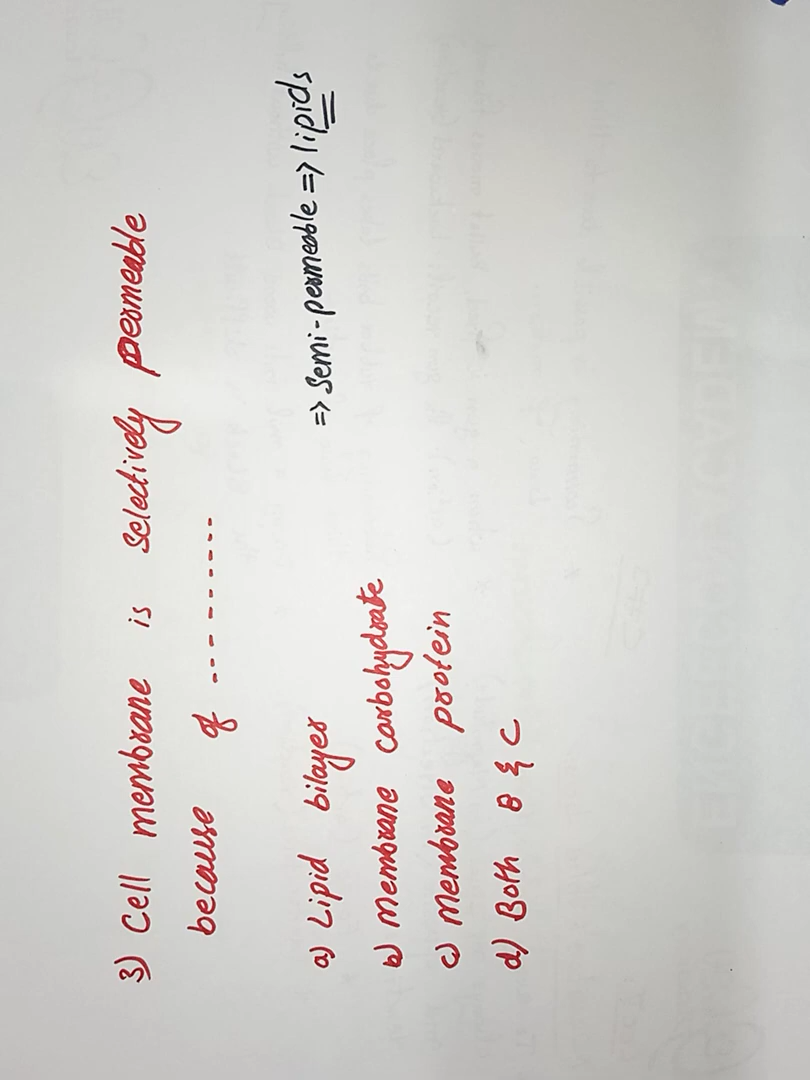 3) Cell membrane is selectively permeable
because of ----------
a) Lipid bilayer
=> Semi-permeable => lipids
b) membrane carbohydrate
c) membrane protein
d) Both B & C